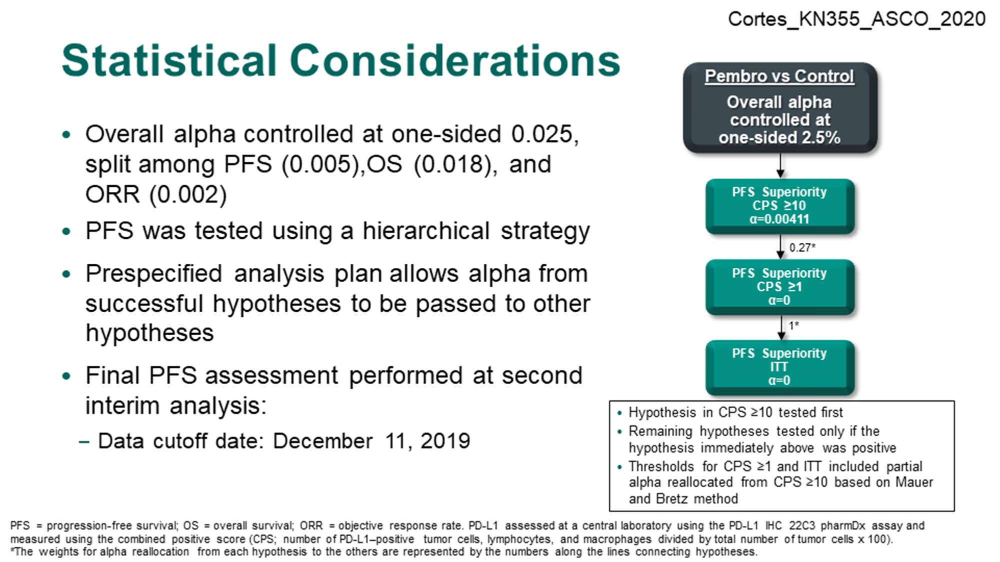 Cortes_KN355_ASCO_2020
Statistical Considerations
• Overall alpha controlled at one-sided 0.025,
split among PFS (0.005),OS (0.018), and
ORR (0.002)
• PFS was tested using a hierarchical strategy
• Prespecified analysis plan allows alpha from
successful hypotheses to be passed to other
hypotheses
• Final PFS assessment performed at second
interim analysis:
– Data cutoff date: December 11, 2019
Pembro vs Control
Overall alpha
controlled at
one-sided 2.5%
PFS Superiority
CPS ≥10
α=0.00411
0.27*
PFS Superiority
CPS ≥1
α=0
1*
PFS Superiority
ITT
α=0
• Hypothesis in CPS ≥10 tested first
• Remaining hypotheses tested only if the
hypothesis immediately above was positive
• Thresholds for CPS ≥1 and ITT included partial
alpha reallocated from CPS ≥10 based on Mauer
and Bretz method
PFS = progression-free survival; OS = overall survival; ORR = objective response rate. PD-L1 assessed at a central laboratory using the PD-L1 IHC 22C3 pharmDx assay and
measured using the combined positive score (CPS; number of PD-L1–positive tumor cells, lymphocytes, and macrophages divided by total number of tumor cells x 100).
*The weights for alpha reallocation from each hypothesis to the others are represented by the numbers along the lines connecting hypotheses.